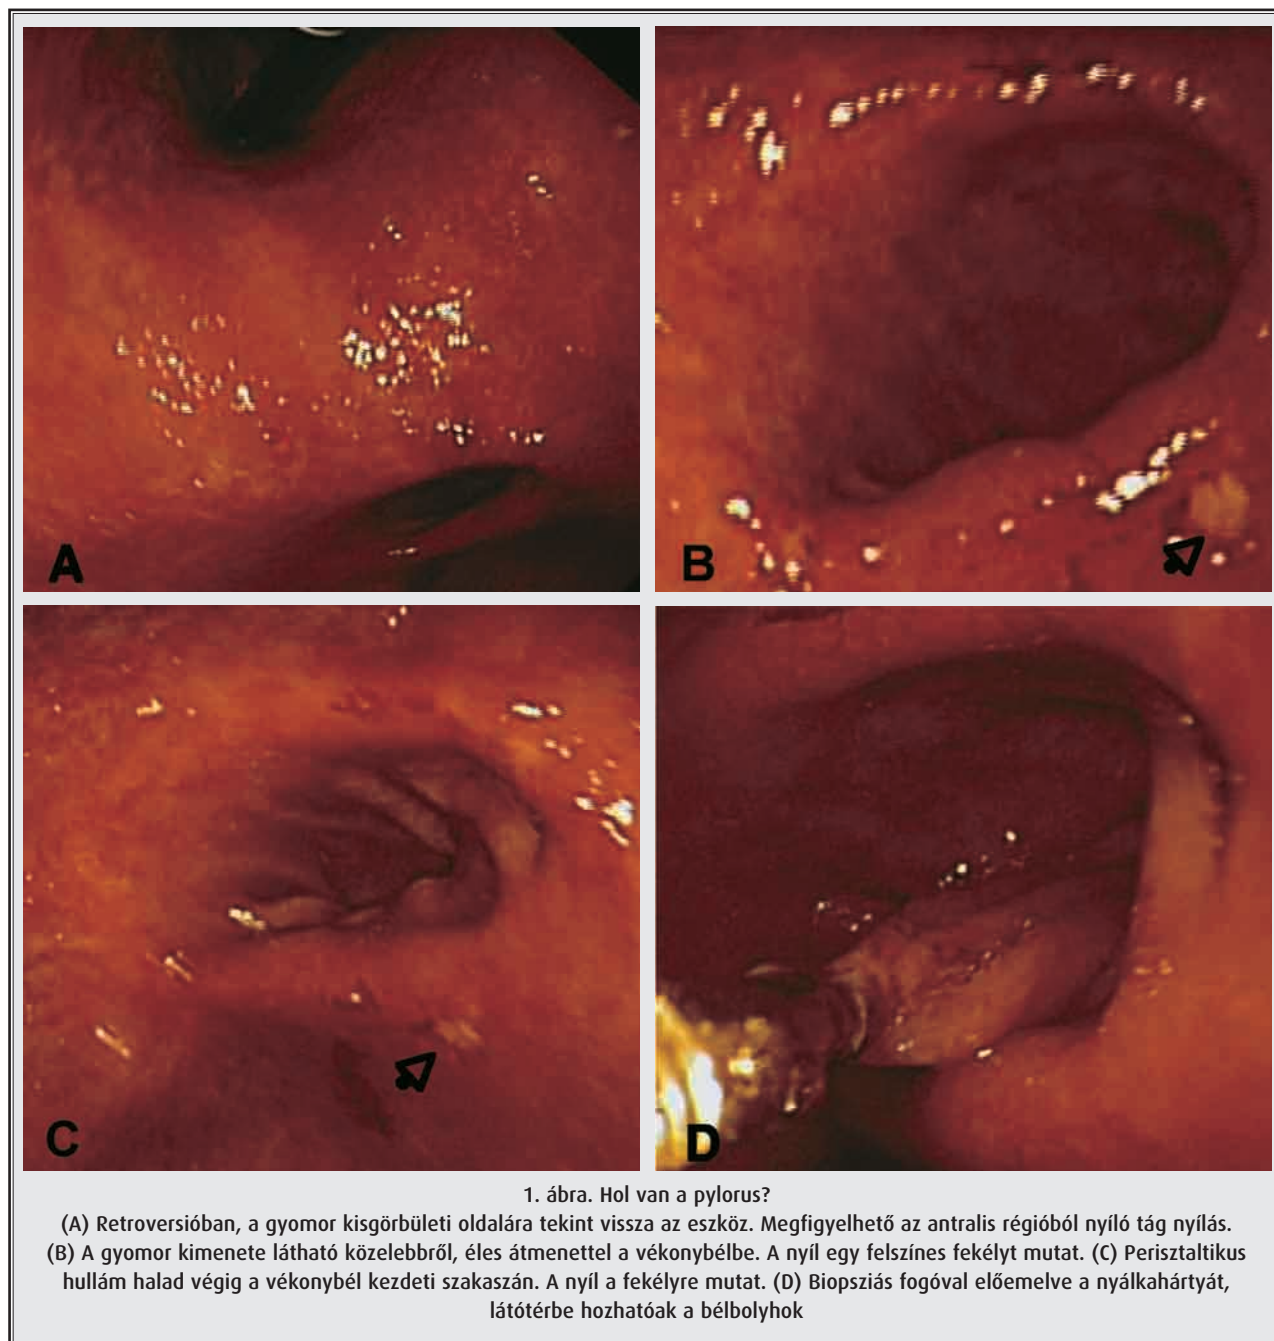 A
B
C
D
1. ábra. Hol van a pylorus?
(A) Retroversióban, a gyomor kisgörbületi oldalára tekint vissza az eszköz. Megfigyelhető az antralis régióból nyíló tág nyílás.
(B) A gyomor kimenete látható közelebbről, éles átmenettel a vékonybélbe. A nyíl egy felszínes fekélyt mutat. (C) Perisztaltikus
hullám halad végig a vékonybél kezdeti szakaszán. A nyíl a fekélyre mutat. (D) Biopsziás fogóval előemelve a nyálkahártyát,
látótérbe hozhatóak a bélbolyhok